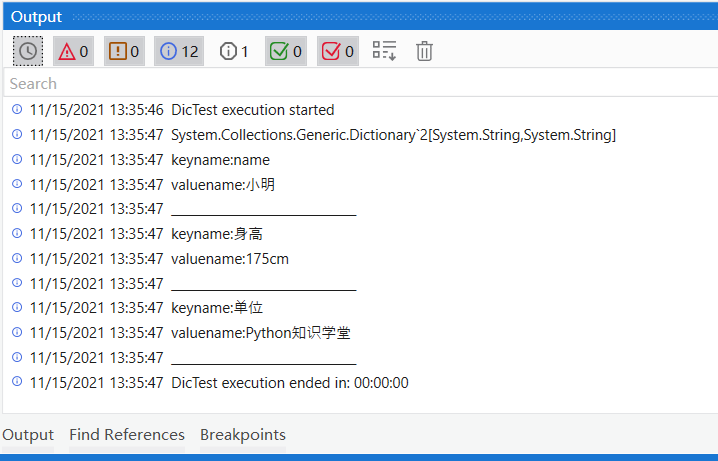 Output
0 0 12 1 0 0
Search
11/15/2021 13:35:46 DicTest execution started
11/15/2021 13:35:47 System.Collections.Generic.Dictionary`2[System.String,System.String]
11/15/2021 13:35:47 keyname:name
11/15/2021 13:35:47 valuename:小明
11/15/2021 13:35:47 __________________________
11/15/2021 13:35:47 keyname:身高
11/15/2021 13:35:47 valuename:175cm
11/15/2021 13:35:47 __________________________
11/15/2021 13:35:47 keyname:单位
11/15/2021 13:35:47 valuename:Python知识学堂
11/15/2021 13:35:47 __________________________
11/15/2021 13:35:47 DicTest execution ended in: 00:00:00
Output Find References Breakpoints